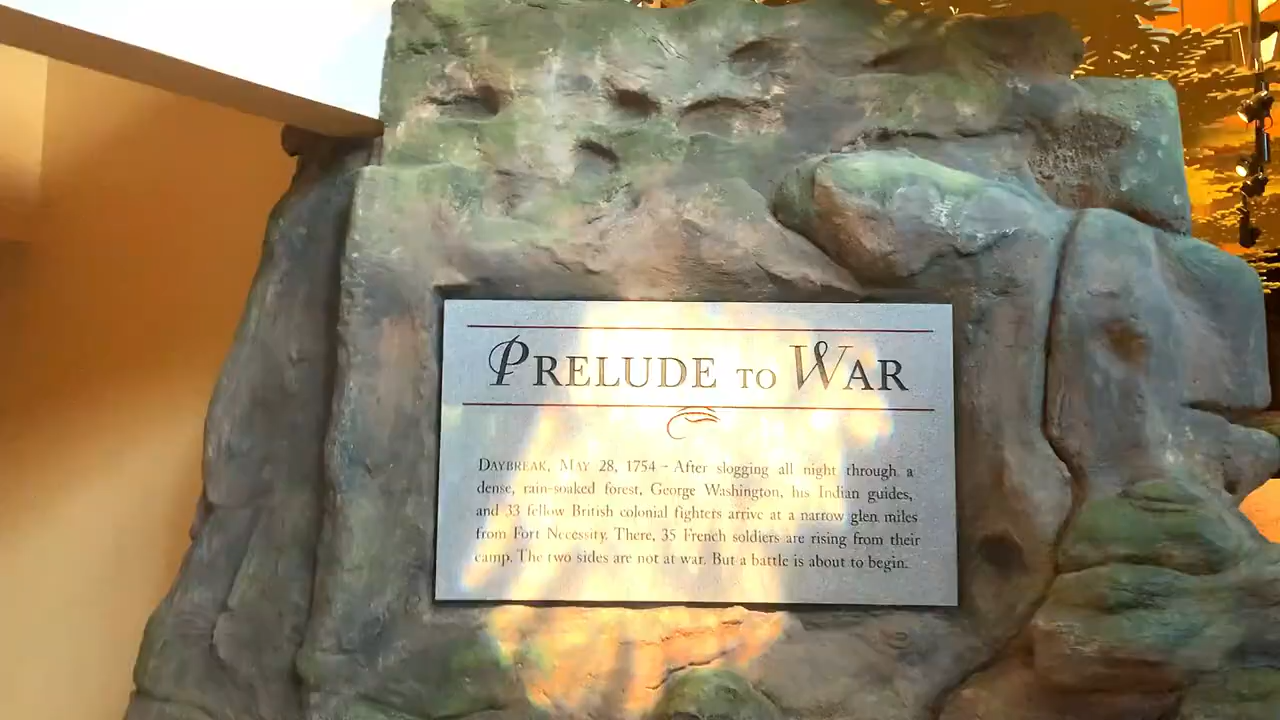 PRELUDE TO WAR
DAYBREAK, MAY 28, 1754 – After slogging all night through a
dense, rain-soaked forest, George Washington, his Indian guides,
and 33 fellow British colonial fighters arrive at a narrow glen miles
from Fort Necessity. There, 35 French soldiers are rising from their
camp. The two sides are not at war. But a battle is about to begin.